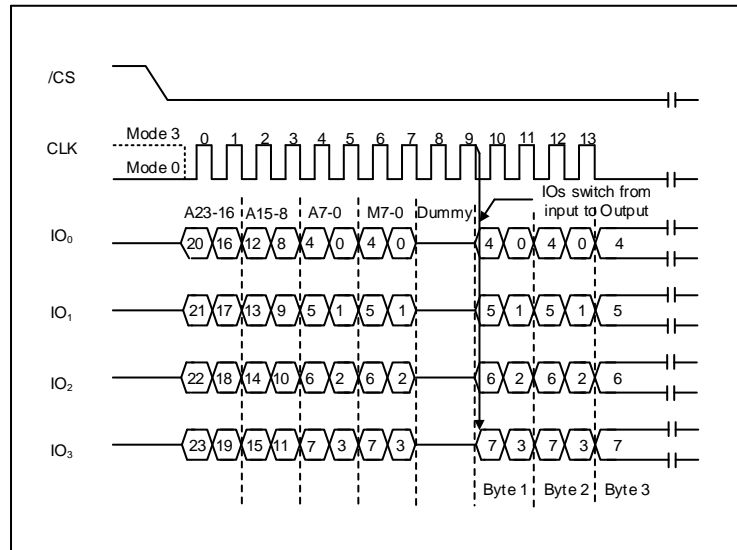 /CS
Mode 3
CLK
Mode 0
0 1 2 3 4 5 6 7 8 9 10 11 12 13
IOs switch from
input to Output
A23-16 A15-8 A7-0 M7-0 Dummy
IO0 20 16 12 8 4 0 4 0 4 0 4 0 4
IO1 21 17 13 9 5 1 5 1 5 1 5 1 5
IO2 22 18 14 10 6 2 6 2 6 2 6 2 6
IO3 23 19 15 11 7 3 7 3 7 3 7 3 7
Byte 1 Byte 2 Byte 3